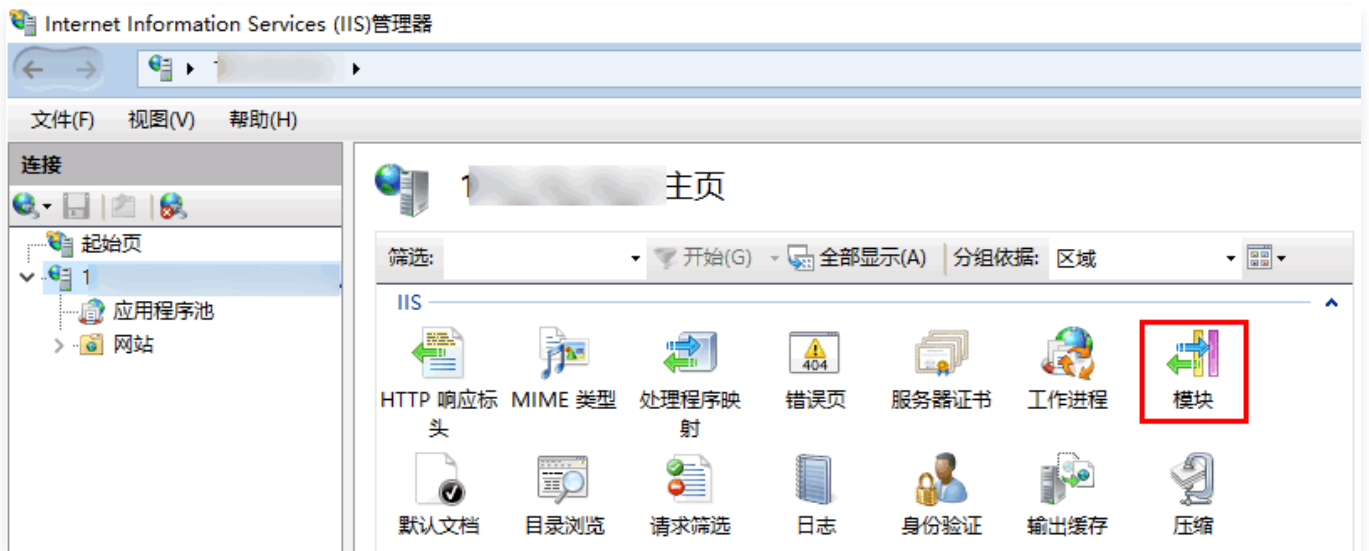 Internet Information Services (IIS)管理器
文件(F) 视图(V) 帮助(H)
连接
起始页
1
应用程序池
网站
1 主页
筛选: 开始(G) 全部显示(A) 分组依据: 区域
IIS
HTTP 响应标头 MIME 类型 处理程序映射 404 错误页 服务器证书 工作进程 模块
默认文档 目录浏览 请求筛选 日志 身份验证 输出缓存 压缩